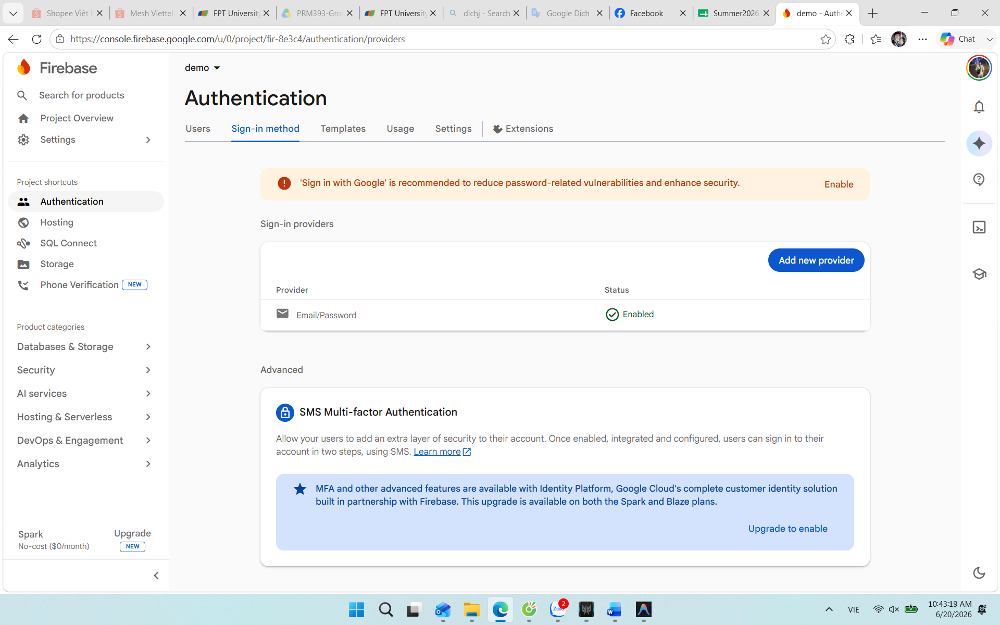 Shopee Việt
Mesh Viettel
FPT University
PRM393-Gro
FPT University
dichj - Search
Google Dịch
Facebook
Summer2026
demo - Authe
https://console.firebase.google.com/u/0/project/fir-8e3c4/authentication/providers
Chat
Firebase
Search for products
Project Overview
Settings
Project shortcuts
Authentication
Hosting
SQL Connect
Storage
Phone Verification NEW
Product categories
Databases & Storage
Security
AI services
Hosting & Serverless
DevOps & Engagement
Analytics
Spark
No-cost ($0/month)
Upgrade
NEW
demo
Authentication
Users
Sign-in method
Templates
Usage
Settings
Extensions
'Sign in with Google' is recommended to reduce password-related vulnerabilities and enhance security.
Enable
Sign-in providers
Add new provider
Provider
Status
Email/Password
Enabled
Advanced
SMS Multi-factor Authentication
Allow your users to add an extra layer of security to their account. Once enabled, integrated and configured, users can sign in to their
account in two steps, using SMS. Learn more
MFA and other advanced features are available with Identity Platform, Google Cloud's complete customer identity solution
built in partnership with Firebase. This upgrade is available on both the Spark and Blaze plans.
Upgrade to enable
Zalo
2
VIE
10:43:19 AM
6/20/2026